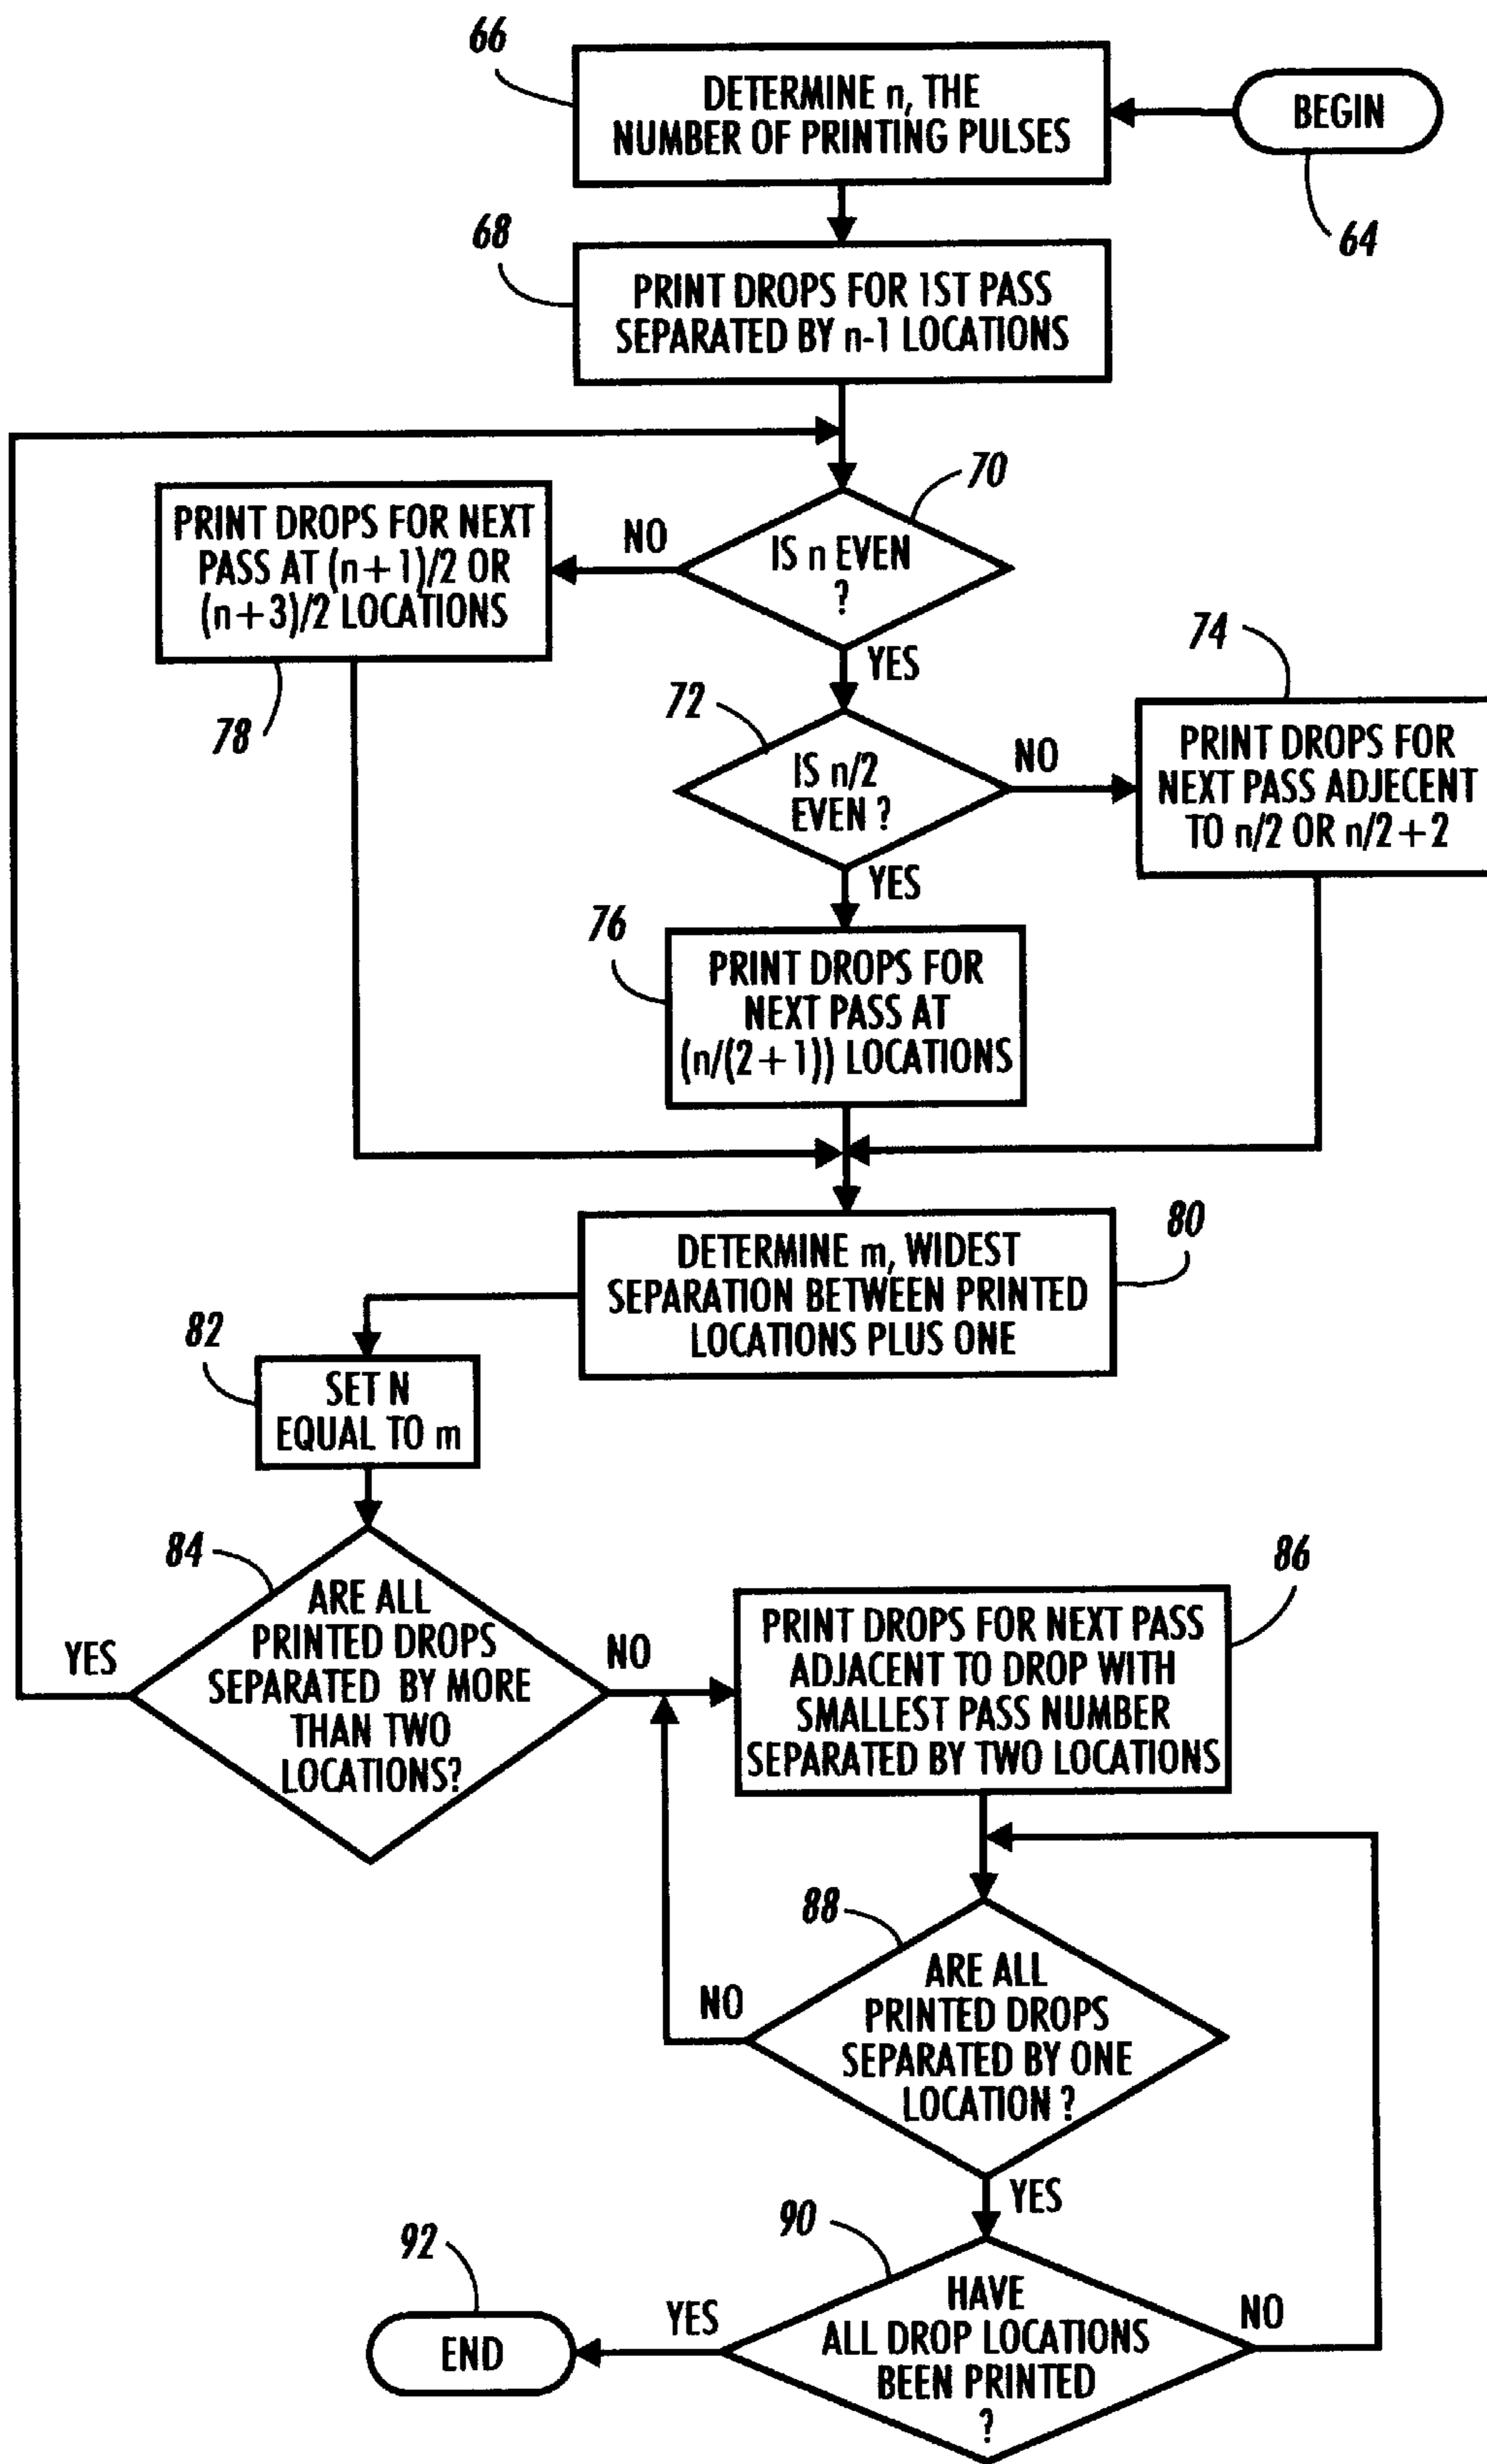 66
DETERMINE n, THE
NUMBER OF PRINTING PULSES
BEGIN
64
68
PRINT DROPS FOR 1ST PASS
SEPARATED BY n-1 LOCATIONS
70
IS n EVEN
?
NO
PRINT DROPS FOR NEXT
PASS AT (n+1)/2 OR
(n+3)/2 LOCATIONS
78
YES
72
IS n/2
EVEN ?
NO
74
PRINT DROPS FOR
NEXT PASS ADJECENT
TO n/2 OR n/2+2
YES
76
PRINT DROPS FOR
NEXT PASS AT
(n/(2+1)) LOCATIONS
80
DETERMINE m, WIDEST
SEPARATION BETWEEN PRINTED
LOCATIONS PLUS ONE
82
SET N
EQUAL TO m
84
ARE ALL
PRINTED DROPS
SEPARATED BY MORE
THAN TWO
LOCATIONS?
YES
NO
86
PRINT DROPS FOR NEXT PASS
ADJACENT TO DROP WITH
SMALLEST PASS NUMBER
SEPARATED BY TWO LOCATIONS
88
ARE ALL
PRINTED DROPS
SEPARATED BY ONE
LOCATION ?
NO
YES
90
HAVE
ALL DROP LOCATIONS
BEEN PRINTED
?
NO
YES
92
END